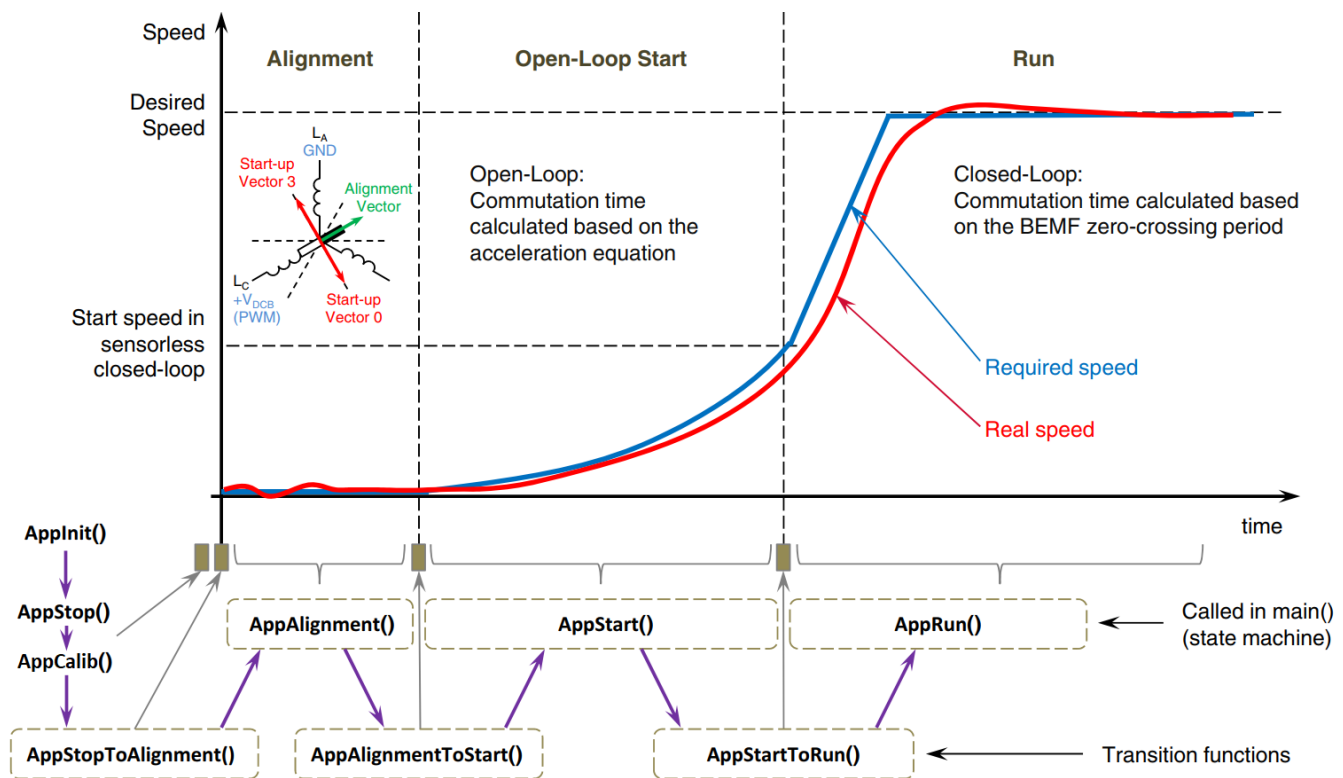 Speed
Alignment
Open-Loop Start
Run
Desired
Speed
L_A
GND
Start-up
Vector 3
Alignment
Vector
L_C
+V_DCB
(PWM)
Start-up
Vector 0
Open-Loop:
Commutation time
calculated based on the
acceleration equation
Closed-Loop:
Commutation time calculated based
on the BEMF zero-crossing period
Start speed in
sensorless
closed-loop
Required speed
Real speed
time
AppInit()
AppStop()
AppCalib()
AppAlignment()
AppStart()
AppRun()
Called in main()
(state machine)
AppStopToAlignment()
AppAlignmentToStart()
AppStartToRun()
Transition functions